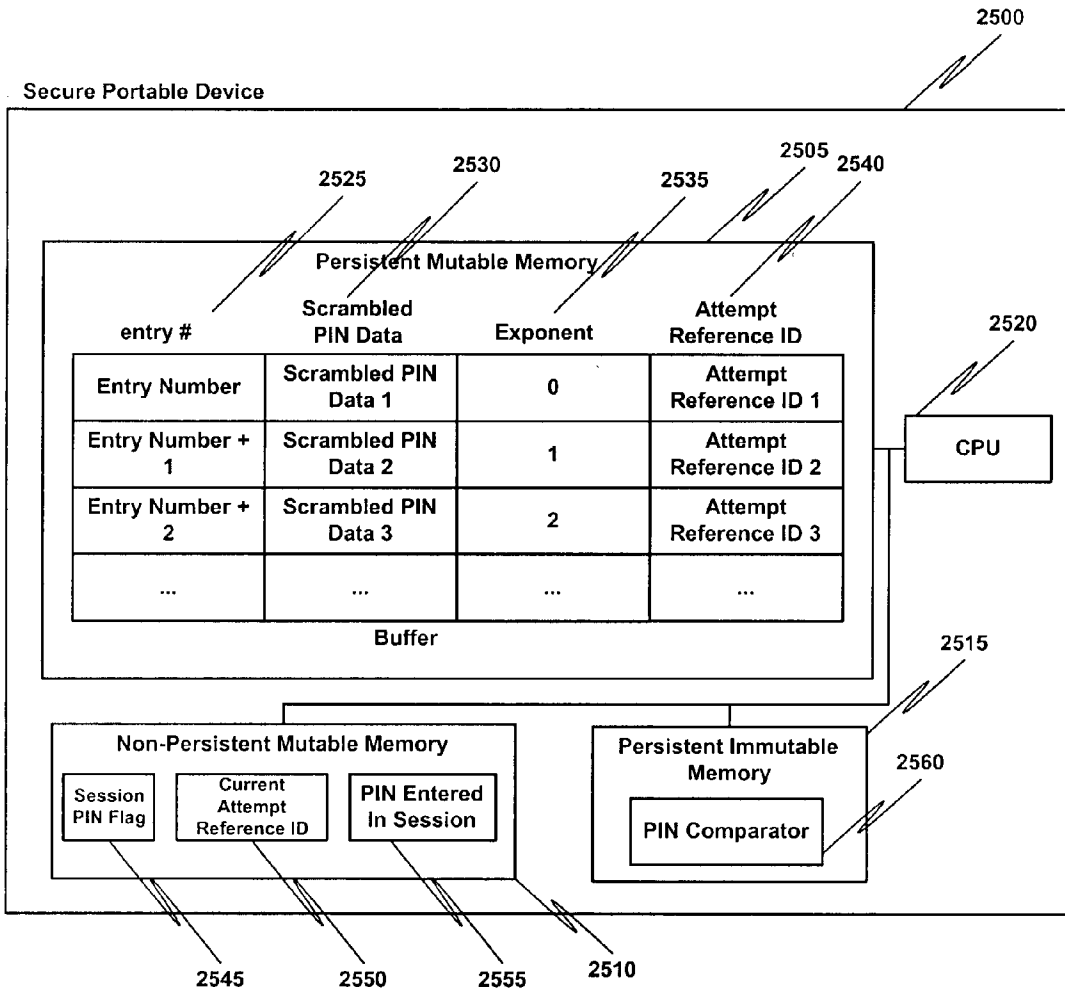 2500
Secure Portable Device
2525
2530
2535
2505
2540
Persistent Mutable Memory
entry #
Scrambled
PIN Data
Exponent
Attempt
Reference ID
2520
Entry Number
Scrambled PIN
Data 1
0
Attempt
Reference ID 1
CPU
Entry Number +
1
Scrambled PIN
Data 2
1
Attempt
Reference ID 2
Entry Number +
2
Scrambled PIN
Data 3
2
Attempt
Reference ID 3
...
...
...
...
Buffer
2515
Non-Persistent Mutable Memory
Session
PIN Flag
Current
Attempt
Reference ID
PIN Entered
In Session
Persistent Immutable
Memory
2560
PIN Comparator
2545
2550
2555
2510